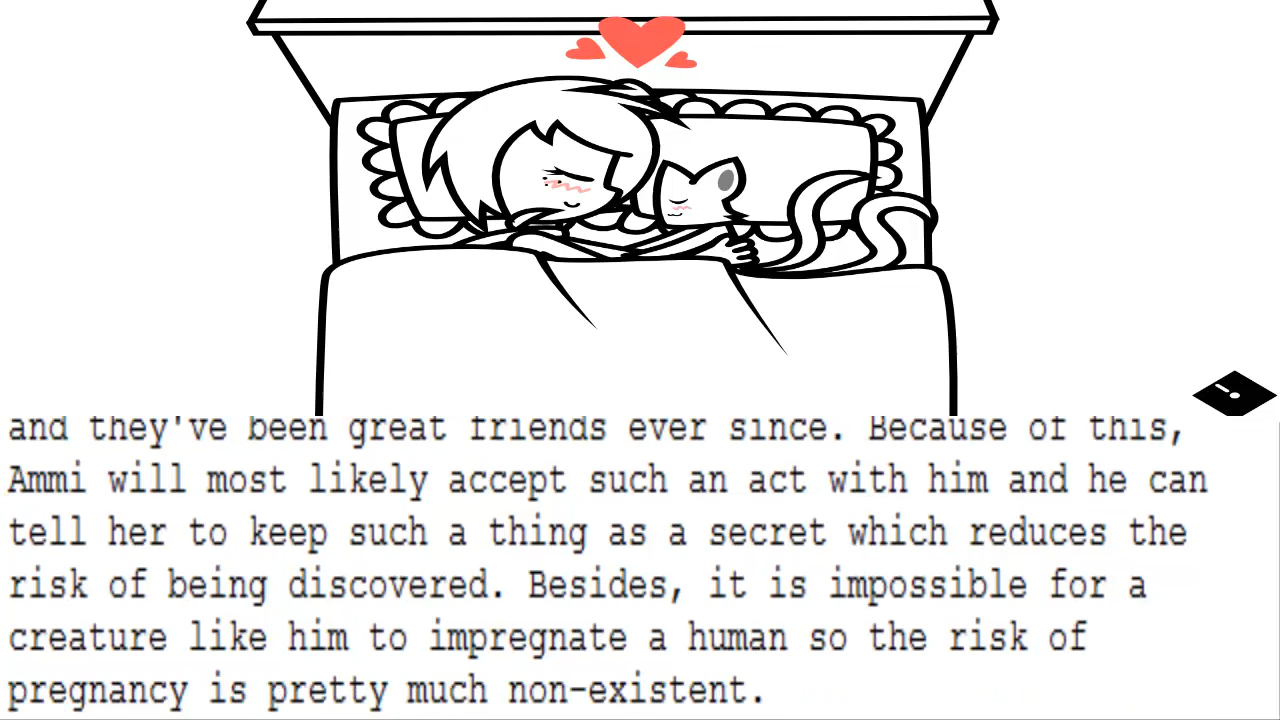 and they've been great friends ever since. Because of this,
Ammi will most likely accept such an act with him and he can
tell her to keep such a thing as a secret which reduces the
risk of being discovered. Besides, it is impossible for a
creature like him to impregnate a human so the risk of
pregnancy is pretty much non-existent.